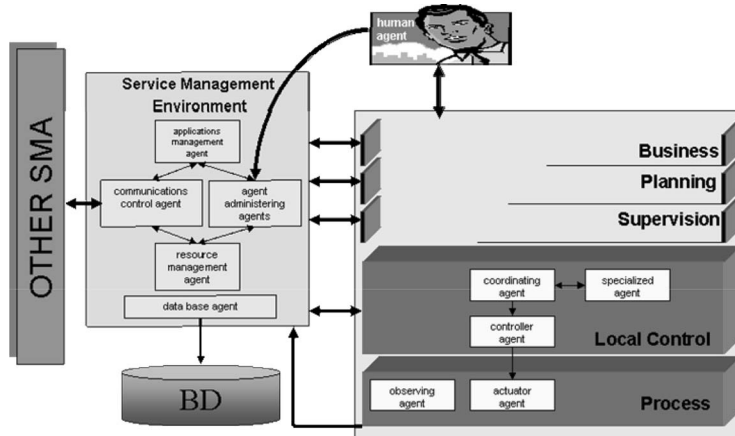 human
agent
Service Management
Environment
applications
management
agent
communications
control agent
agent
administering
agents
resource
management
agent
data base agent
BD
OTHER SMA
Business
Planning
Supervision
coordinating
agent
specialized
agent
controller
agent
Local Control
observing
agent
actuator
agent
Process